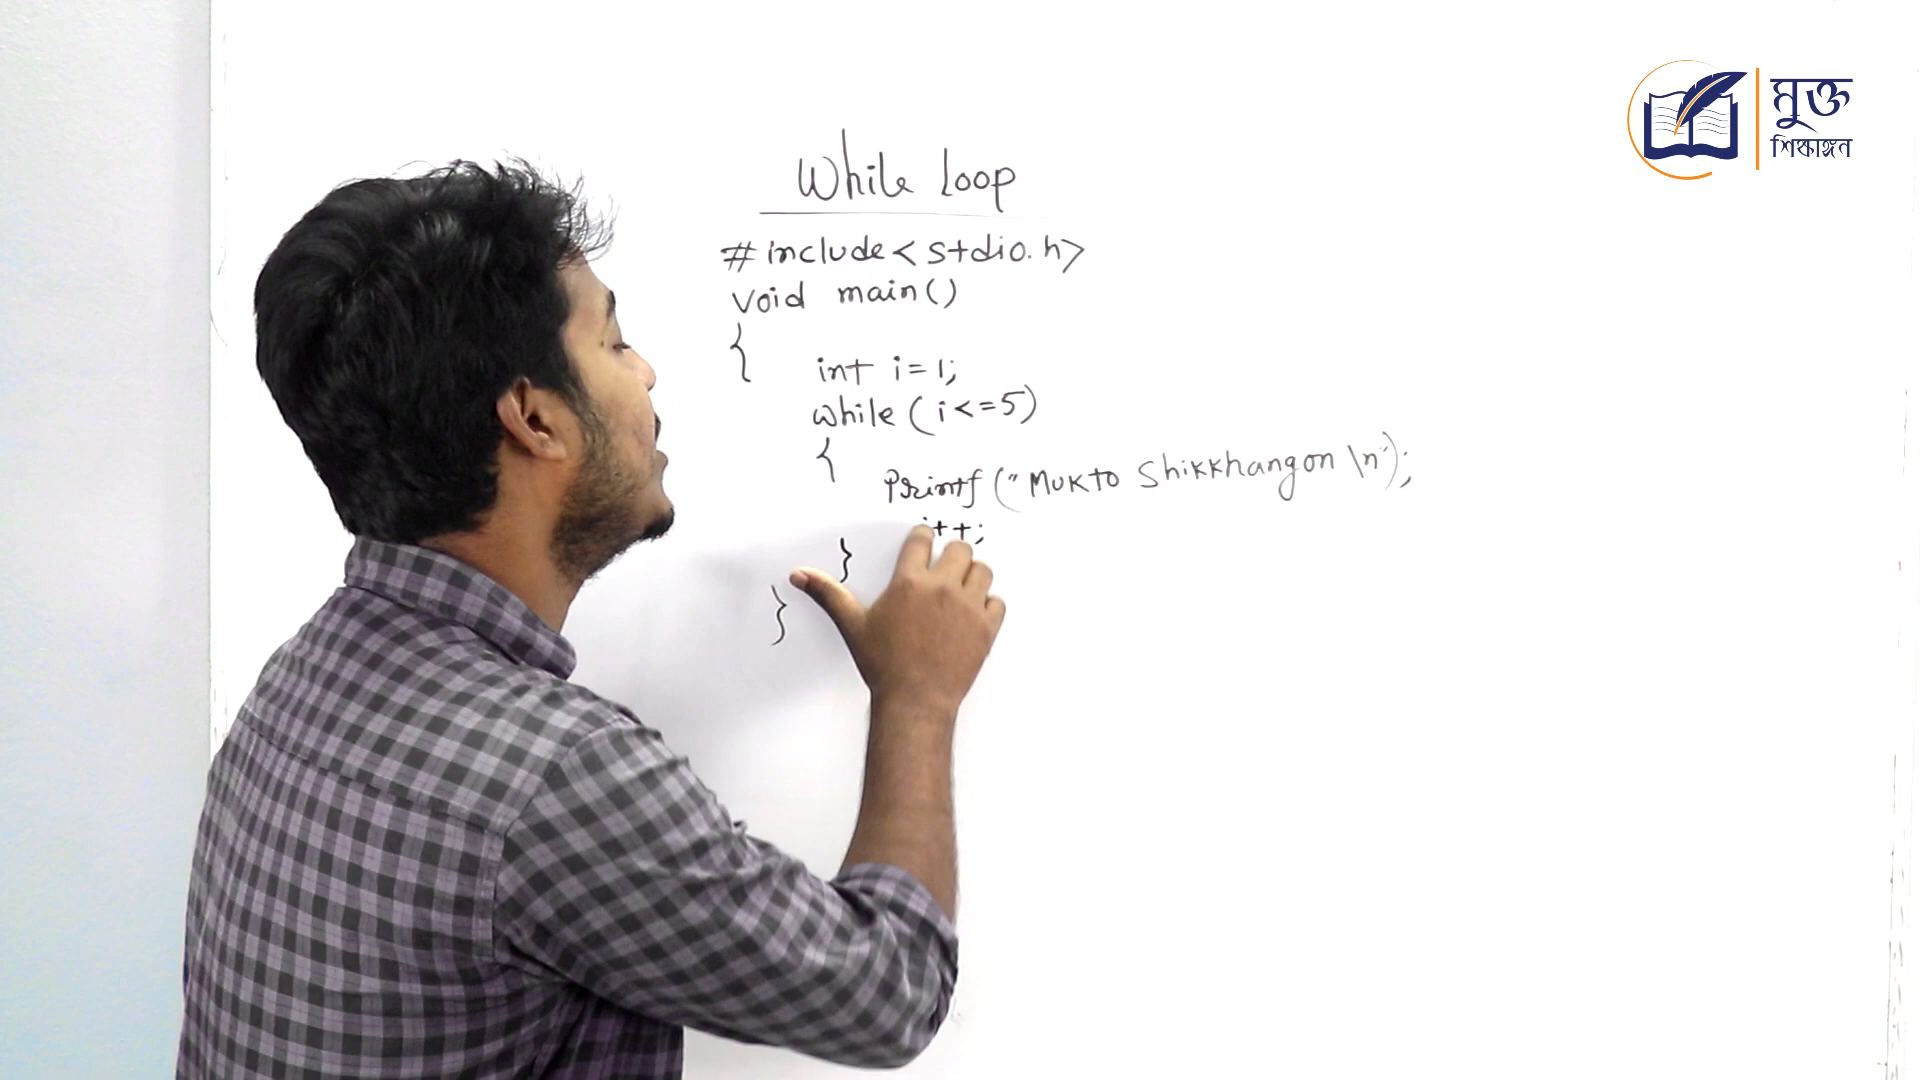 মুক্ত
শিক্ষাঙ্গন
While loop
#include<stdio.h>
void main()
{
int i=1;
while(i<=5)
{
Printf("Mukto Shikkhangon \n");
i++;
}
}